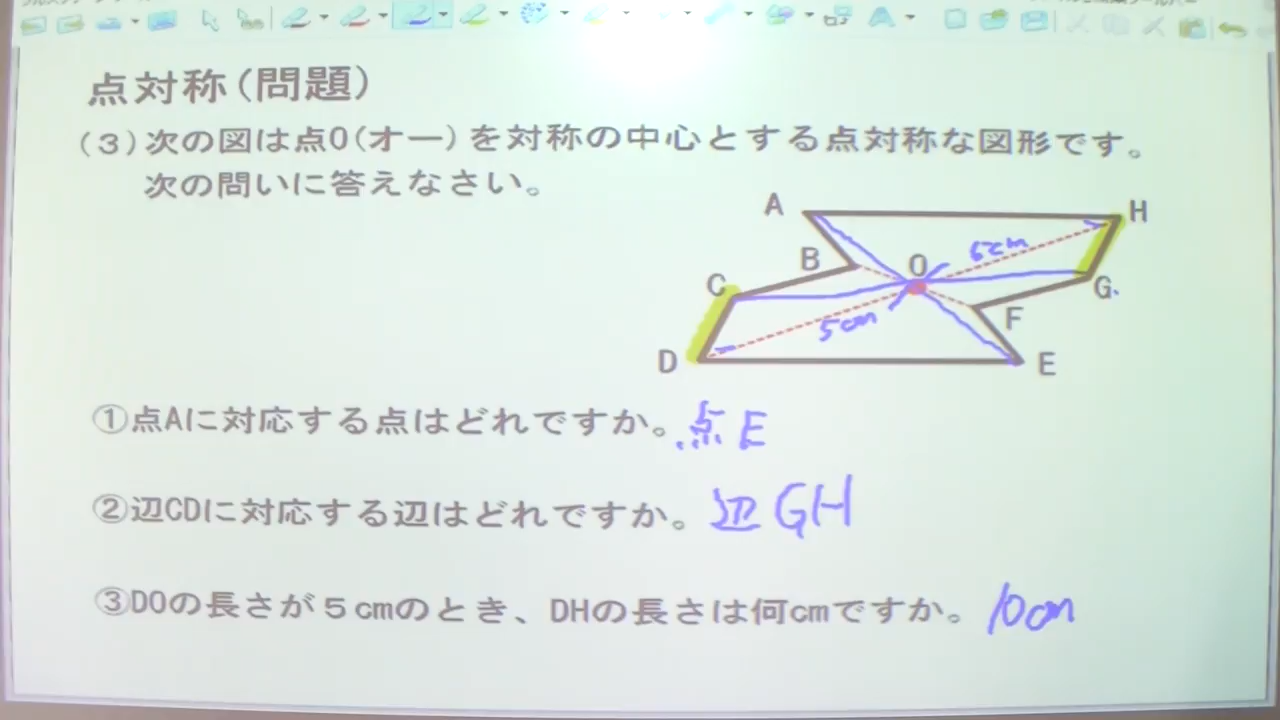 点対称(問題)
(3)次の図は点O(オー)を対称の中心とする点対称な図形です。
次の問いに答えなさい。
A
H
B
O
5cm
C
G
5cm
F
D
E
①点Aに対応する点はどれですか。点E
②辺CDに対応する辺はどれですか。辺GH
③DOの長さが5cmのとき、DHの長さは何cmですか。10cm